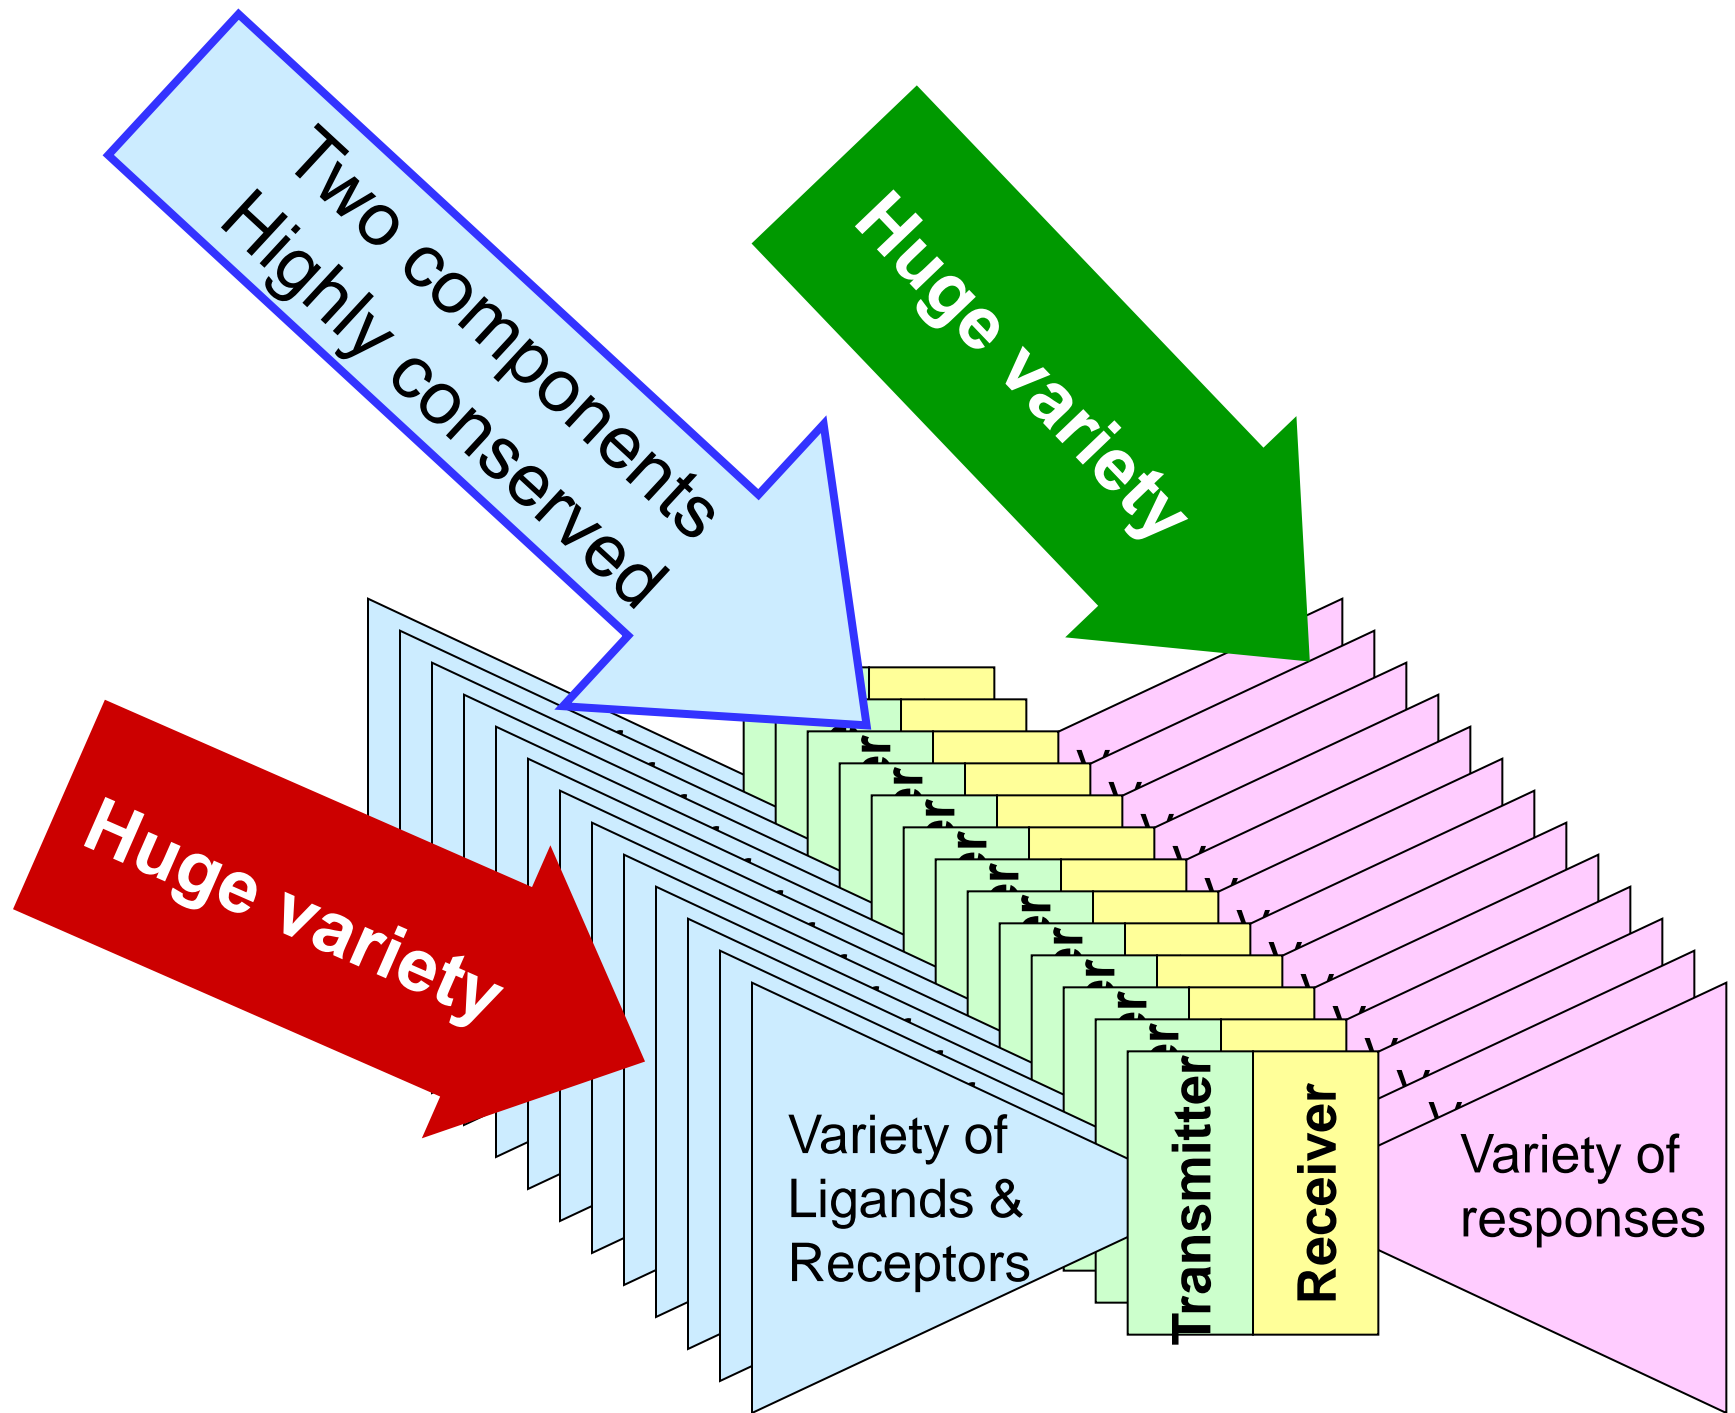 Two components
Highly conserved
Huge variety
Huge variety
Variety of
Ligands &
Receptors
Transmitter
Receiver
Variety of
responses